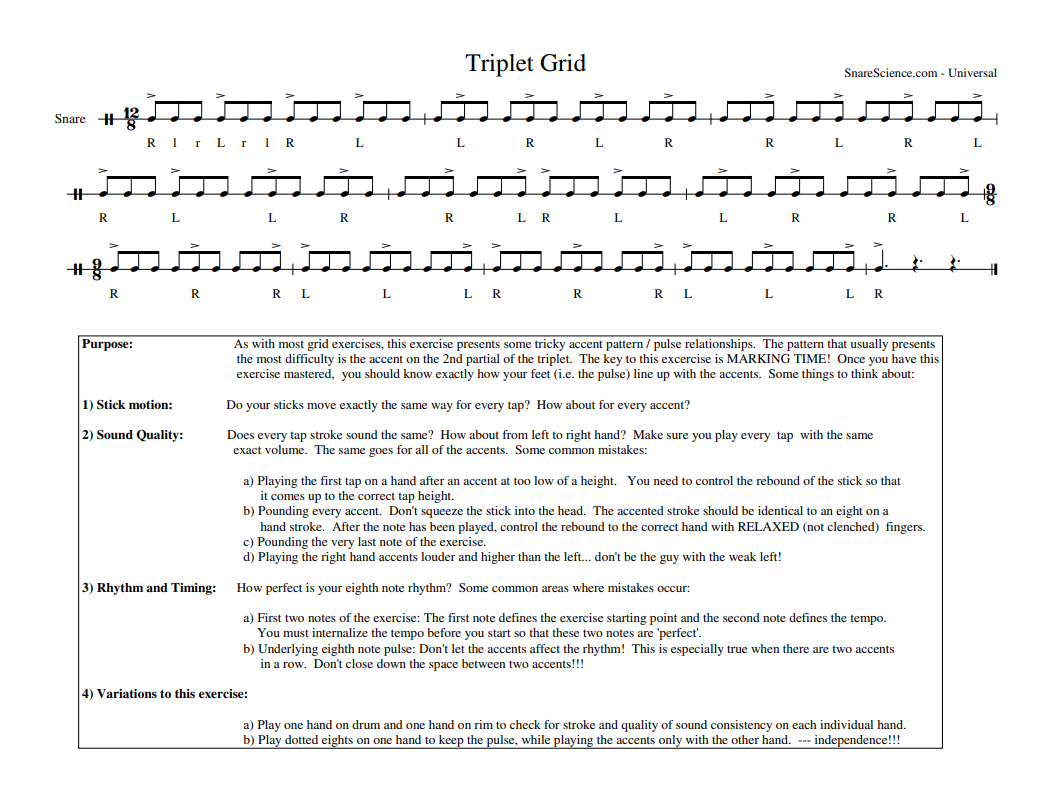 Triplet Grid
SnareScience.com - Universal
Snare
12
8
R l r L r l R L L R L R R L R L
R L L R R L R L L R R L
9
8
9
8
R R R L L L R R R L L L R
Purpose: As with most grid exercises, this exercise presents some tricky accent pattern / pulse relationships. The pattern that usually presents
the most difficulty is the accent on the 2nd partial of the triplet. The key to this excercise is MARKING TIME! Once you have this
exercise mastered, you should know exactly how your feet (i.e. the pulse) line up with the accents. Some things to think about:
1) Stick motion: Do your sticks move exactly the same way for every tap? How about for every accent?
2) Sound Quality: Does every tap stroke sound the same? How about from left to right hand? Make sure you play every tap with the same
exact volume. The same goes for all of the accents. Some common mistakes:
a) Playing the first tap on a hand after an accent at too low of a height. You need to control the rebound of the stick so that
it comes up to the correct tap height.
b) Pounding every accent. Don't squeeze the stick into the head. The accented stroke should be identical to an eight on a
hand stroke. After the note has been played, control the rebound to the correct hand with RELAXED (not clenched) fingers.
c) Pounding the very last note of the exercise.
d) Playing the right hand accents louder and higher than the left... don't be the guy with the weak left!
3) Rhythm and Timing: How perfect is your eighth note rhythm? Some common areas where mistakes occur:
a) First two notes of the exercise: The first note defines the exercise starting point and the second note defines the tempo.
You must internalize the tempo before you start so that these two notes are 'perfect'.
b) Underlying eighth note pulse: Don't let the accents affect the rhythm! This is especially true when there are two accents
in a row. Don't close down the space between two accents!!!
4) Variations to this exercise:
a) Play one hand on drum and one hand on rim to check for stroke and quality of sound consistency on each individual hand.
b) Play dotted eights on one hand to keep the pulse, while playing the accents only with the other hand. --- independence!!!